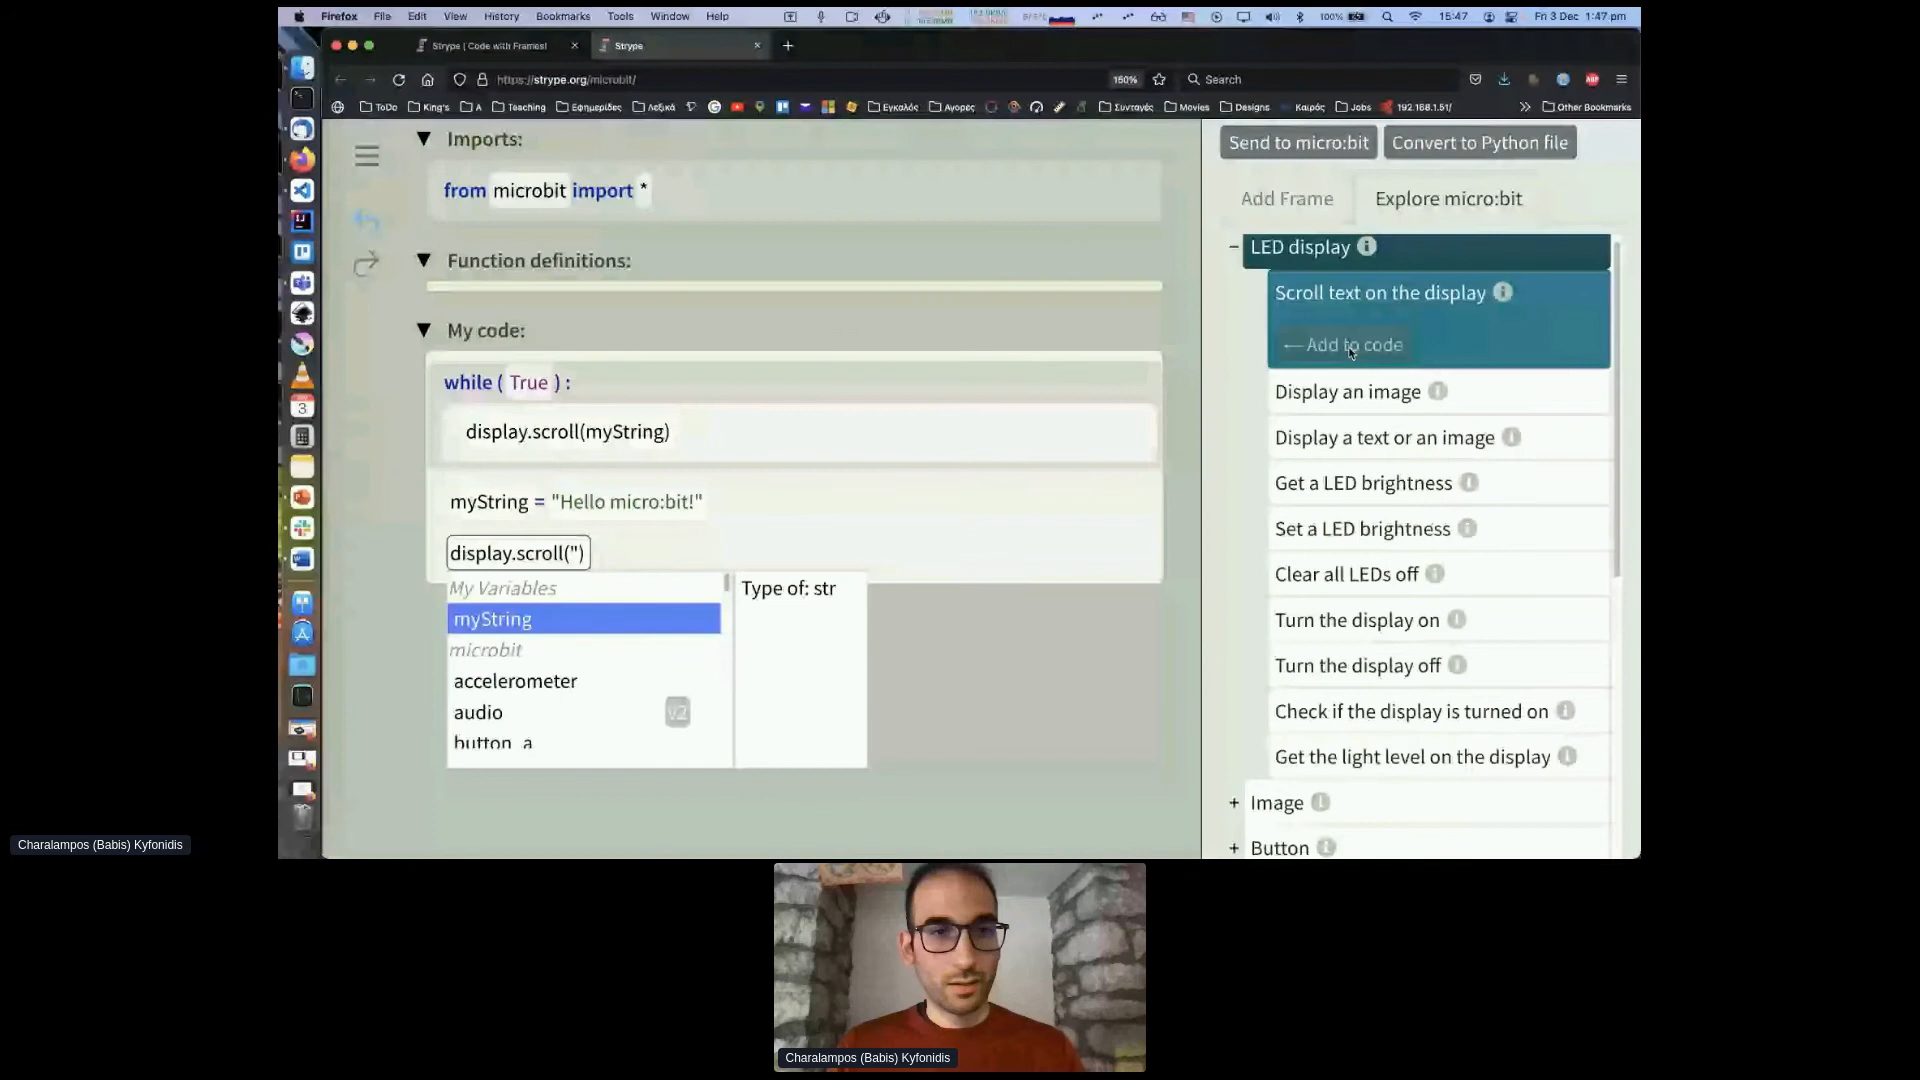 Firefox File Edit View History Bookmarks Tools Window Help 100% 15:47 Fri 3 Dec 1:47 pm
Strype | Code with Frames! Strype
https://strype.org/microbit/ 150% Search
ToDo King's A Teaching Εφημερίδες Λεξικά Εγκαλός Αγορες Συνταγές Movies Designs Καιρός Jobs 192.168.1.51/ Other Bookmarks
Imports:
from microbit import *
Function definitions:
My code:
while ( True ) :
display.scroll(myString)
myString = "Hello micro:bit!"
display.scroll('')
My Variables
myString
microbit
accelerometer
audio V2
button_a
Type of: str
Send to micro:bit Convert to Python file
Add Frame Explore micro:bit
− LED display
Scroll text on the display
← Add to code
Display an image
Display a text or an image
Get a LED brightness
Set a LED brightness
Clear all LEDs off
Turn the display on
Turn the display off
Check if the display is turned on
Get the light level on the display
+ Image
+ Button
Charalampos (Babis) Kyfonidis
Charalampos (Babis) Kyfonidis